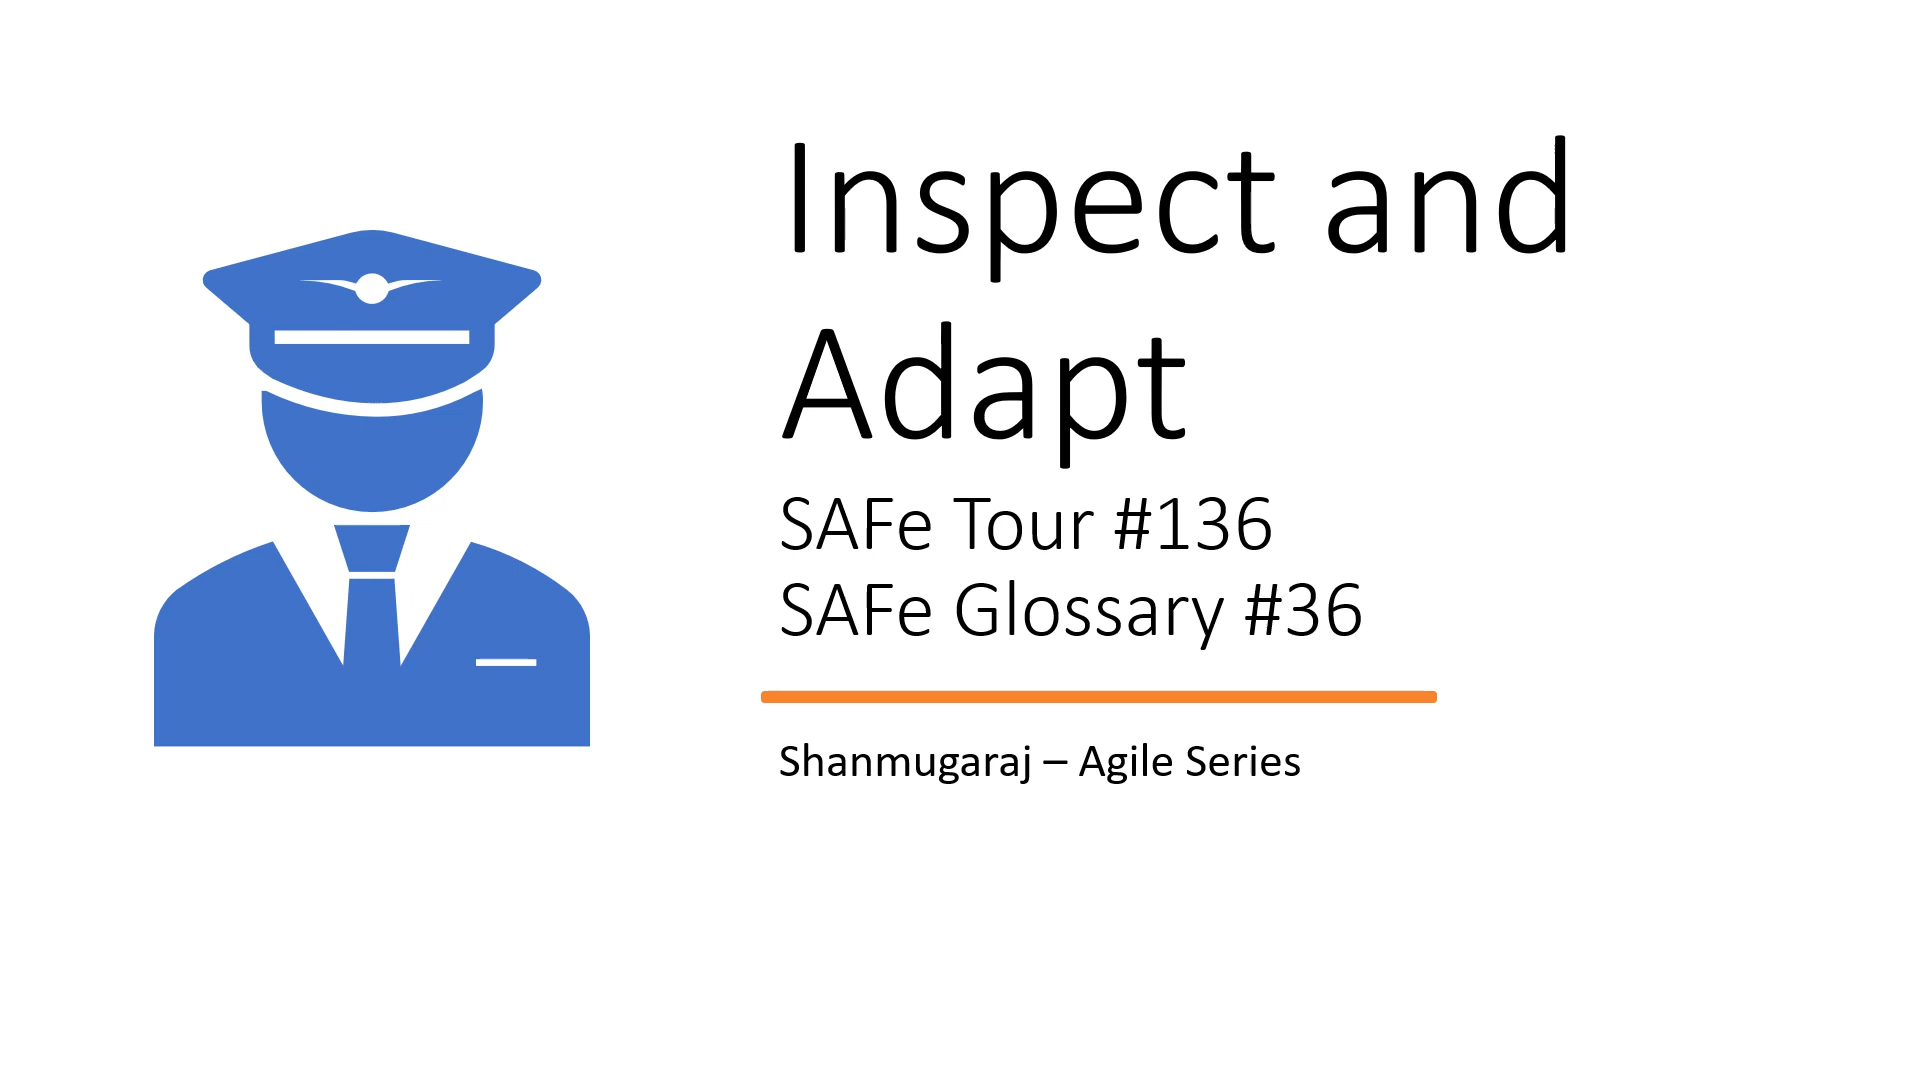 Inspect and
Adapt
SAFe Tour #136
SAFe Glossary #36
Shanmugaraj – Agile Series